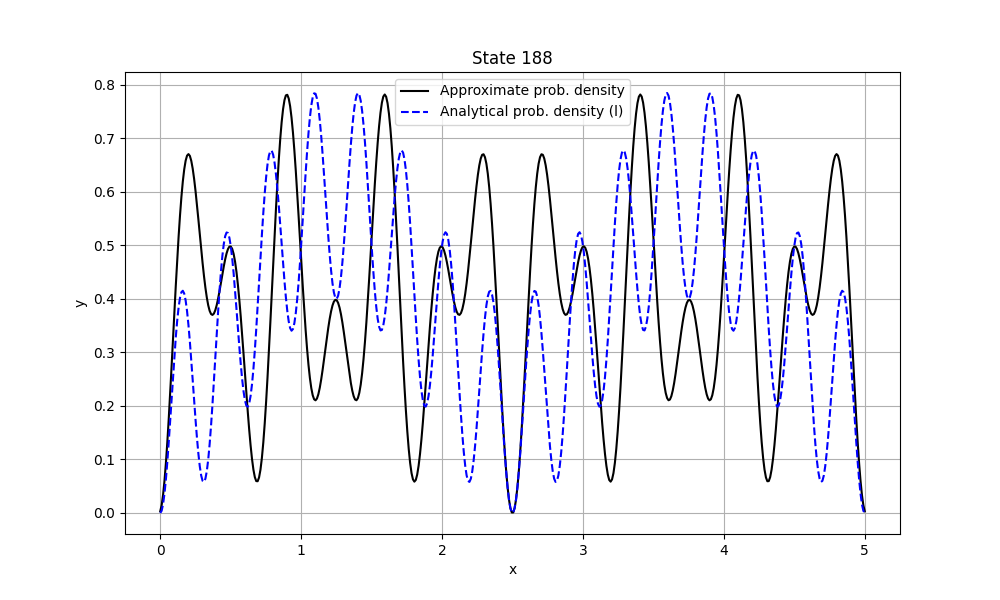 State 188
Approximate prob. density
Analytical prob. density (l)
y
0.8
0.7
0.6
0.5
0.4
0.3
0.2
0.1
0.0
0 1 2 3 4 5
x